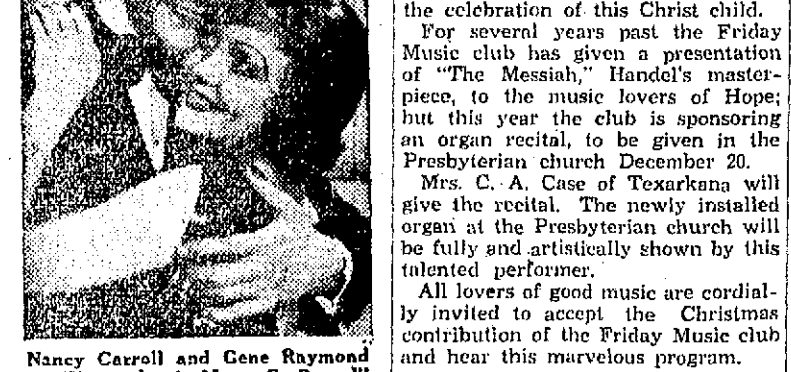 Nancy Carroll and Gene Raymond
the celebration of this Christ child.
For several years past the Friday
Music club has given a presentation
of "The Messiah," Handel's master-
piece, to the music lovers of Hope;
but this year the club is sponsoring
an organ recital, to be given in the
Presbyterian church December 20.
Mrs. C. A. Case of Texarkana will
give the recital. The newly installed
organ at the Presbyterian church will
be fully and artistically shown by this
talented performer.
All lovers of good music are cordial-
ly invited to accept the Christmas
contribution of the Friday Music club
and hear this marvelous program.